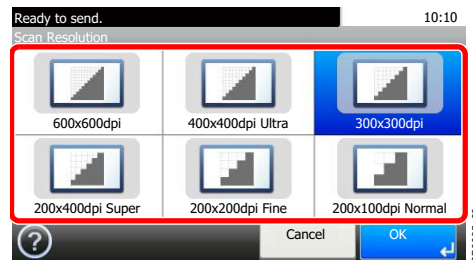 Ready to send. 10:10
Scan Resolution
600x600dpi 400x400dpi Ultra 300x300dpi
200x400dpi Super 200x200dpi Fine 200x100dpi Normal
? Cancel OK